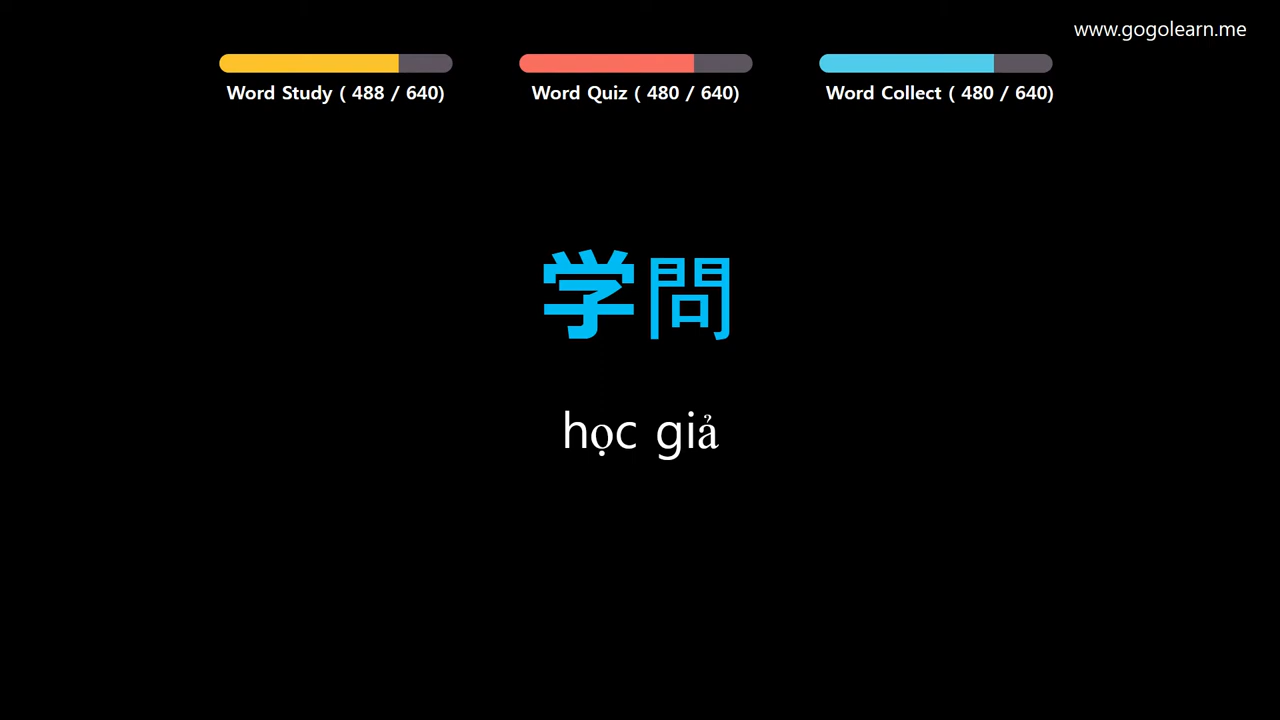 www.gogolearn.me
Word Study ( 488 / 640)
Word Quiz ( 480 / 640)
Word Collect ( 480 / 640)
学問
học giả